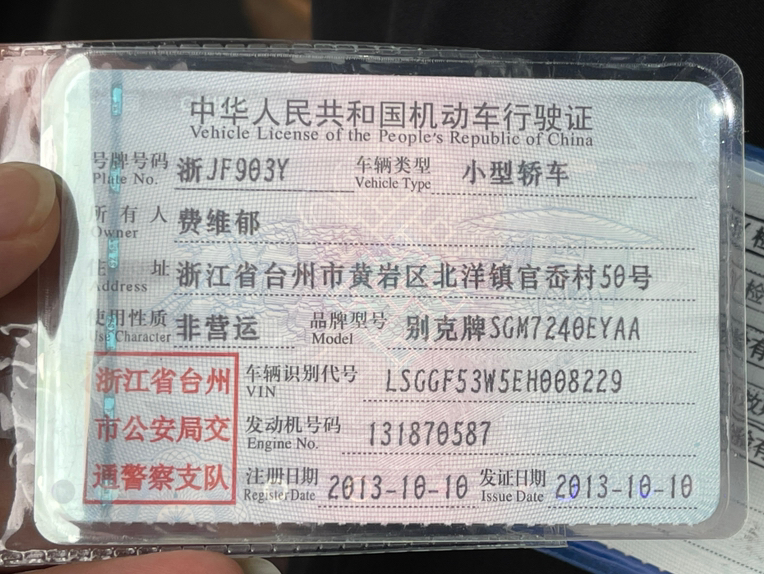 中华人民共和国机动车行驶证
Vehicle License of the People's Republic of China
号牌号码 浙JF903Y 车辆类型 小型轿车
Plate No. Vehicle Type
所有人 费维郁
Owner
住址 浙江省台州市黄岩区北洋镇官岙村50号
Address
使用性质 非营运 品牌型号 别克牌SGM7240EYAA
Use Character Model
浙江省台州 车辆识别代号 LSGGF53W5EH008229
VIN
市公安局交 发动机号码 131870587
Engine No.
通警察支队 注册日期 2013-10-10 发证日期 2013-10-10
Register Date Issue Date